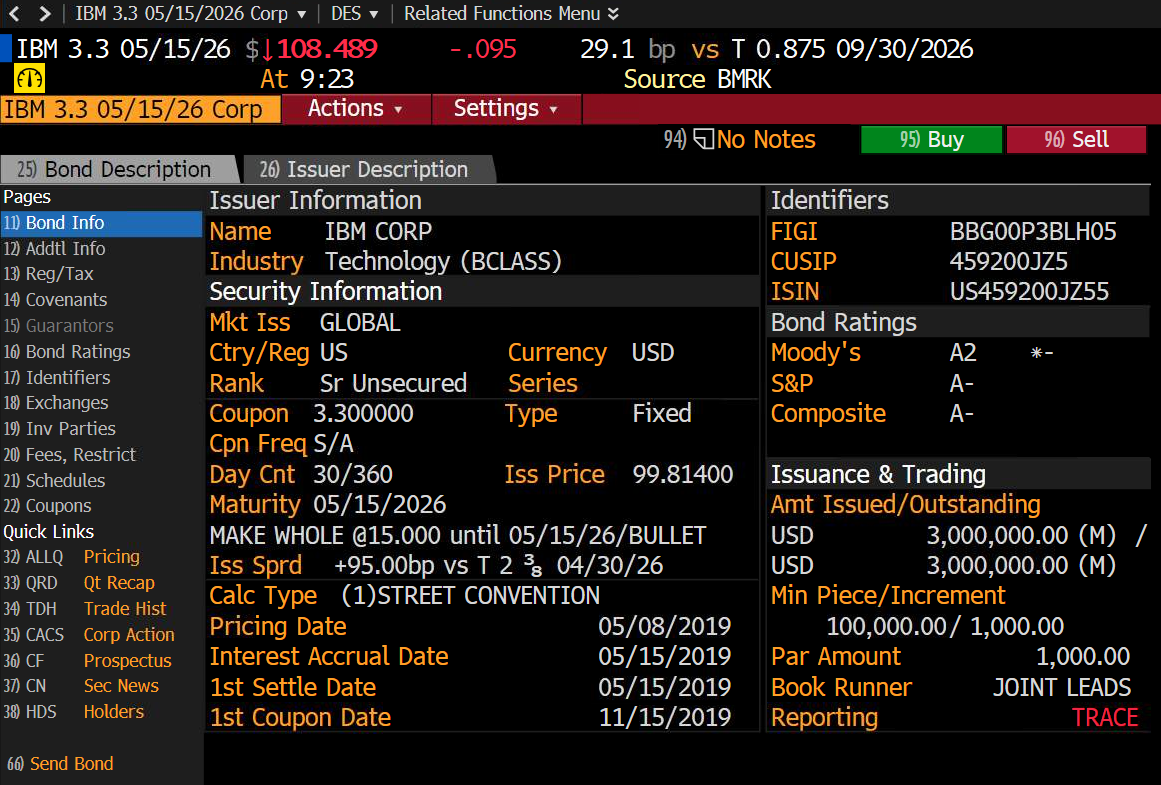 IBM 3.3 05/15/2026 Corp ▾ | DES ▾ | Related Functions Menu
IBM 3.3 05/15/26 $↓108.489 -.095 29.1 bp vs T 0.875 09/30/2026
At 9:23 Source BMRK
IBM 3.3 05/15/26 Corp Actions ▾ Settings ▾
94) No Notes 95) Buy 96) Sell
25) Bond Description 26) Issuer Description
Pages
11) Bond Info
12) Addtl Info
13) Reg/Tax
14) Covenants
15) Guarantors
16) Bond Ratings
17) Identifiers
18) Exchanges
19) Inv Parties
20) Fees, Restrict
21) Schedules
22) Coupons
Quick Links
32) ALLQ Pricing
33) QRD Qt Recap
34) TDH Trade Hist
35) CACS Corp Action
36) CF Prospectus
37) CN Sec News
38) HDS Holders
66) Send Bond
Issuer Information
Name IBM CORP
Industry Technology (BCLASS)
Security Information
Mkt Iss GLOBAL
Ctry/Reg US Currency USD
Rank Sr Unsecured Series
Coupon 3.300000 Type Fixed
Cpn Freq S/A
Day Cnt 30/360 Iss Price 99.81400
Maturity 05/15/2026
MAKE WHOLE @15.000 until 05/15/26/BULLET
Iss Sprd +95.00bp vs T 2 ⅜ 04/30/26
Calc Type (1)STREET CONVENTION
Pricing Date 05/08/2019
Interest Accrual Date 05/15/2019
1st Settle Date 05/15/2019
1st Coupon Date 11/15/2019
Identifiers
FIGI BBG00P3BLH05
CUSIP 459200JZ5
ISIN US459200JZ55
Bond Ratings
Moody's A2 *-
S&P A-
Composite A-
Issuance & Trading
Amt Issued/Outstanding
USD 3,000,000.00 (M) /
USD 3,000,000.00 (M)
Min Piece/Increment
100,000.00/ 1,000.00
Par Amount 1,000.00
Book Runner JOINT LEADS
Reporting TRACE